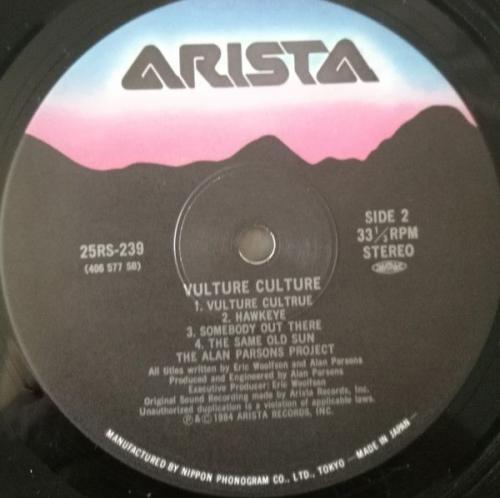 ARISTA
SIDE 2
33⅓RPM
STEREO
25RS-239
(406 577 SB)
VULTURE CULTURE
1. VULTURE CULTRUE
2. HAWKEYE
3. SOMEBODY OUT THERE
4. THE SAME OLD SUN
THE ALAN PARSONS PROJECT
All titles written by Eric Woolfson and Alan Parsons
Produced and Engineered by Alan Parsons
Executive Producer: Eric Woolfson
Original Sound Recording made by Arista Records, Inc.
Unauthorized duplication is a violation of applicable laws.
℗&© 1984 ARISTA RECORDS, INC.
MANUFACTURED BY NIPPON PHONOGRAM CO., LTD., TOKYO —MADE IN JAPAN—